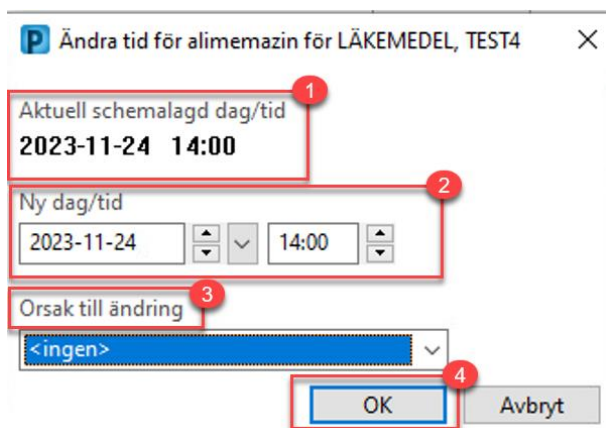 P Ändra tid för alimemazin för LÄKEMEDEL, TEST4
1
Aktuell schemalagd dag/tid
2023-11-24 14:00
2
Ny dag/tid
2023-11-24 14:00
3
Orsak till ändring
<ingen>
4
OK Avbryt